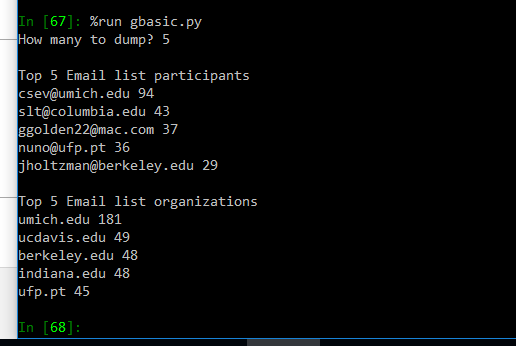 In [67]: %run gbasic.py
How many to dump? 5
Top 5 Email list participants
csev@umich.edu 94
slt@columbia.edu 43
ggolden22@mac.com 37
nuno@ufp.pt 36
jholtzman@berkeley.edu 29
Top 5 Email list organizations
umich.edu 181
ucdavis.edu 49
berkeley.edu 48
indiana.edu 48
ufp.pt 45
In [68]: